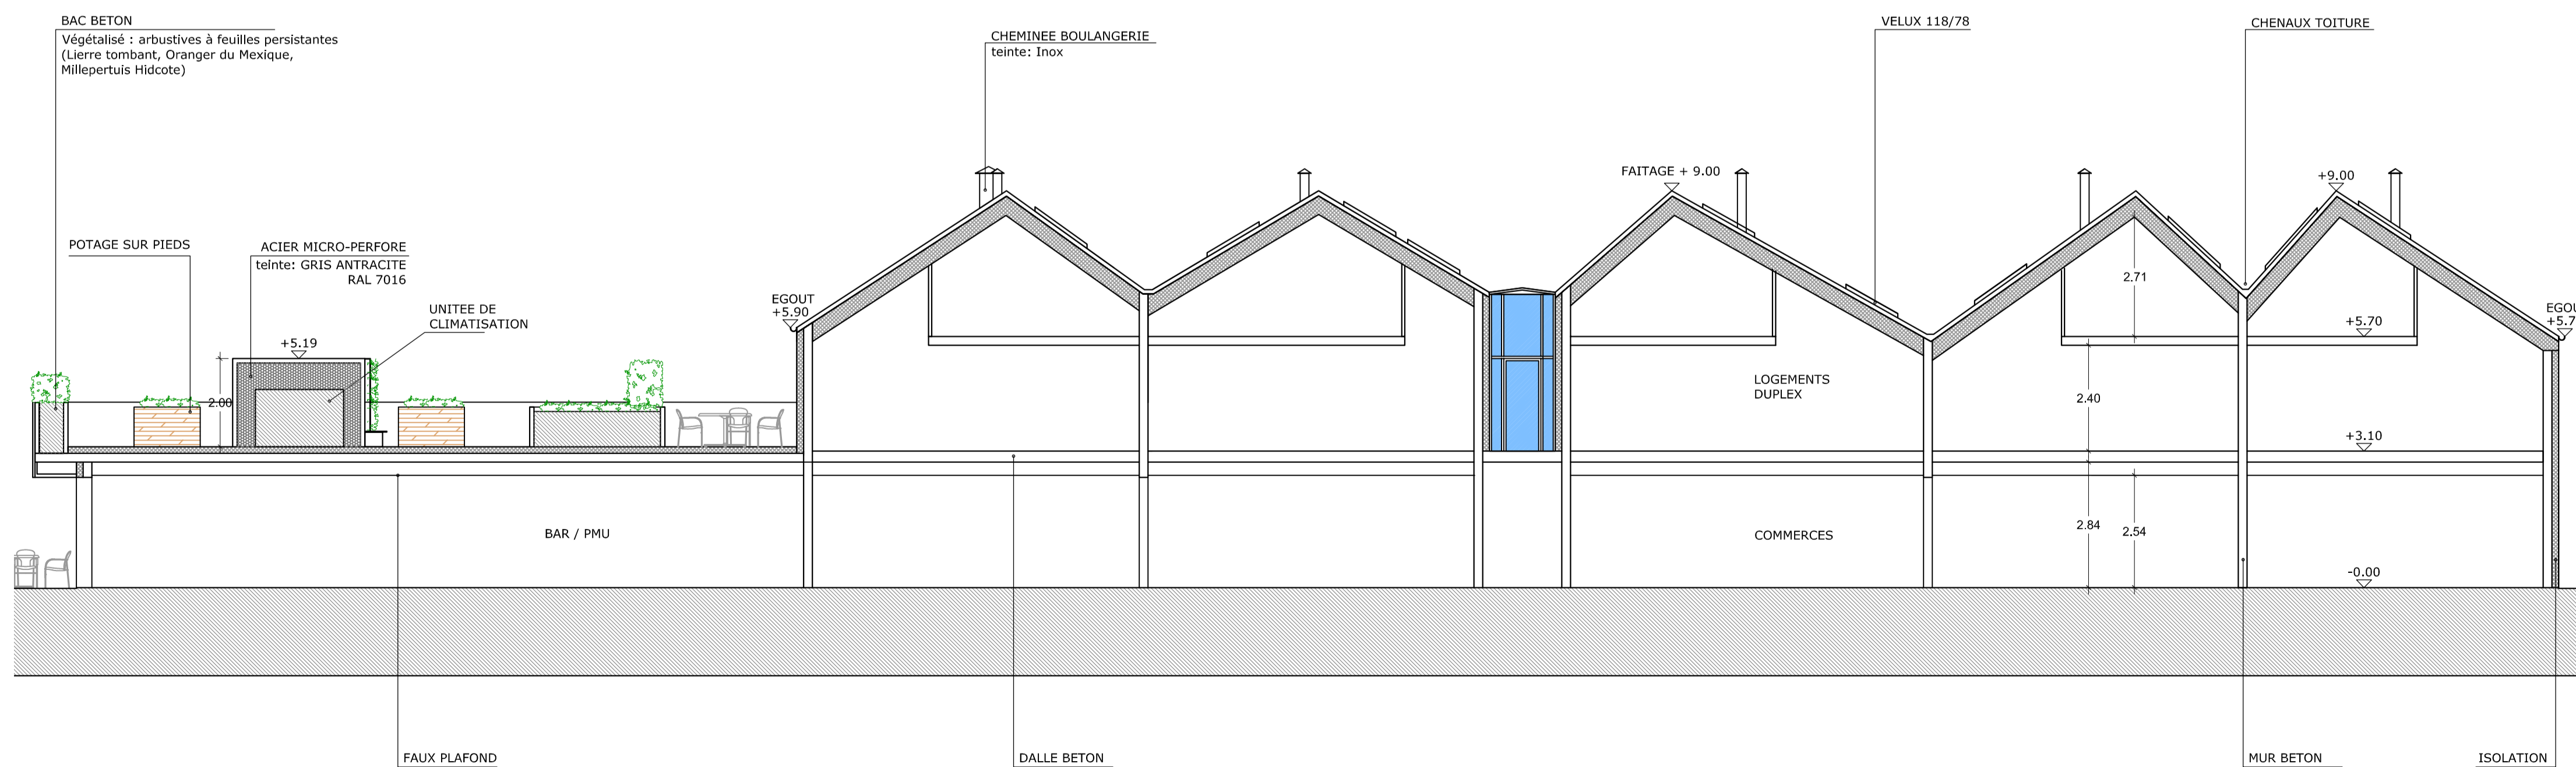 BAC BETON
Végétalisé : arbustives à feuilles persistantes
(Lierre tombant, Oranger du Mexique,
Millepertuis Hidcote)
CHEMINEE BOULANGERIE
teinte: Inox
VELUX 118/78
CHENAUX TOITURE
FAITAGE + 9.00
+9.00
POTAGE SUR PIEDS
ACIER MICRO-PERFORE
teinte: GRIS ANTRACITE
RAL 7016
UNITEE DE
CLIMATISATION
EGOUT
+5.90
EGOU
+5.7
+5.19
2.71
+5.70
2.00
LOGEMENTS
DUPLEX
2.40
+3.10
BAR / PMU
COMMERCES
2.84
2.54
-0.00
FAUX PLAFOND
DALLE BETON
MUR BETON
ISOLATION